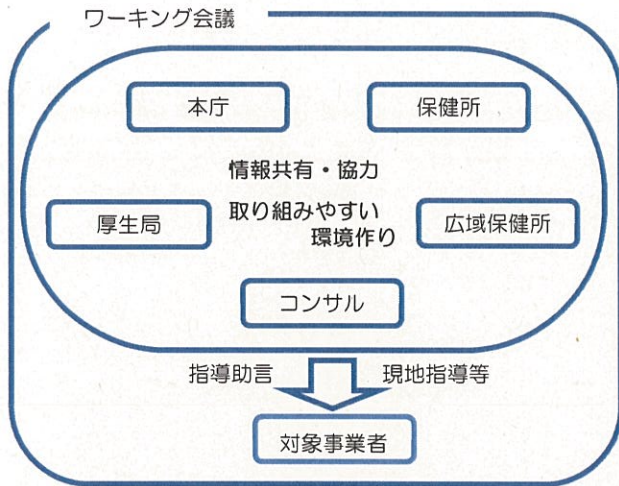 ワーキング会議
本庁
保健所
情報共有・協力
取り組みやすい
環境作り
厚生局
広域保健所
コンサル
指導助言
現地指導等
対象事業者